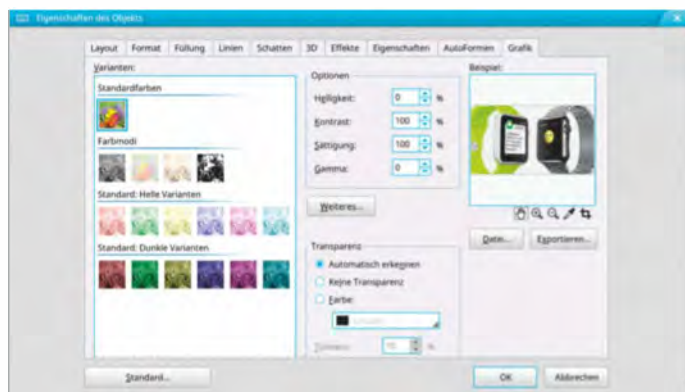 Eigenschaften des Objekts
Layout Format Füllung Linien Schatten 3D Effekte Eigenschaften AutoFormen Grafik
Varianten:
Standardfarben
Farbmodi
Standard: Helle Varianten
Standard: Dunkle Varianten
Optionen
Helligkeit: 0 %
Kontrast: 100 %
Sättigung: 100 %
Gamma: 0 %
Weiteres...
Transparenz
Automatisch erkennen
Keine Transparenz
Farbe:
Toleranz: 10 %
Beispiel:
Datei... Exportieren...
Standard... OK Abbrechen